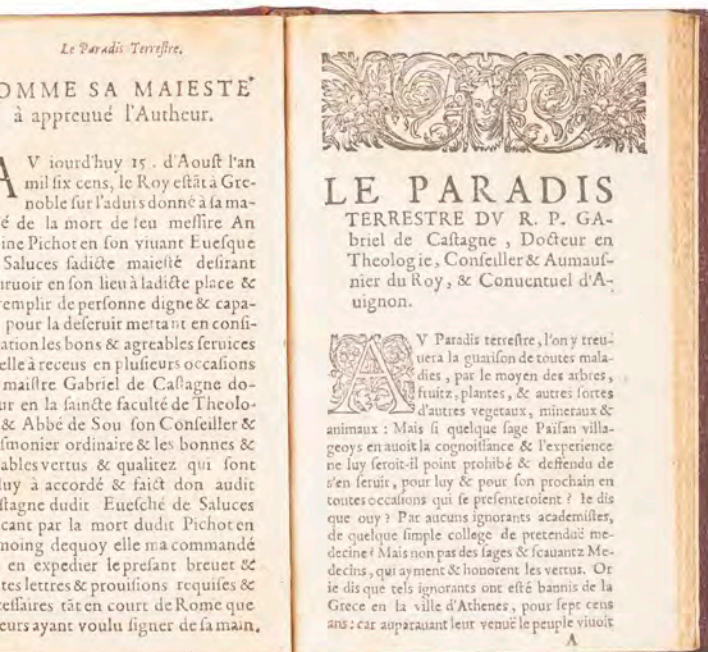 Le Paradis Terreſtre.
OMME SA MAIESTE
à appreuué l'Autheur.
AV iourd'huy 15. d'Aouſt l'an
mil ſix cens, le Roy eſtãt à Gre-
noble ſur l'aduis donné à ſa ma-
é de la mort de feu meſſire An
ine Pichot en ſon viuant Eueſque
Saluces ſadicte maieſté deſirant
ruoir en ſon lieu à ladicte place &
remplir de perſonne digne & capa-
pour la deſeruir mettant en conſi-
ation les bons & agreables ſeruices
elle à receus en pluſieurs occaſions
maiſtre Gabriel de Caſtagne do-
ur en la ſaincte faculté de Theolo-
& Abbé de Sou ſon Conſeiller &
ſmonier ordinaire & les bonnes &
ables vertus & qualitez qui ſont
luy à accordé & faict don audit
ſtagne dudit Eueſché de Saluces
cant par la mort dudit Pichot en
moing dequoy elle ma commandé
en expedier le preſant breuet &
tes lettres & prouiſions requiſes &
eſſaires tãt en court de Rome que
eurs ayant voulu ſigner de ſa main.
LE PARADIS
TERRESTRE DV R. P. GA-
briel de Caſtagne, Docteur en
Theologie, Conſeiller & Aumauſ-
nier du Roy, & Conuentuel d'A-
uignon.
AV Paradis terreſtre, l'on y treu-
uera la guariſon de toutes mala-
dies, par le moyen des arbres,
fruitz, plantes, & autres ſortes
d'autres vegetaux, mineraux &
animaux : Mais ſi quelque ſage Païſan villa-
geoys en auoit la cognoiſſance & l'experience
ne luy ſeroit-il point prohibé & deffendu de
s'en ſeruir, pour luy & pour ſon prochain en
toutes occaſions qui ſe preſenteroient ? Ie dis
que ouy ? Par aucuns ignorants academiſtes,
de quelque ſimple college de pretenduë me-
decine ? Mais non pas des ſages & ſcauantz Me-
decins, qui ayment & honorent les vertus. Or
ie dis que tels ignorants ont eſté bannis de la
Grece en la ville d'Athenes, pour ſept cens
ans : car auparauant leur venuë le peuple viuoit
A